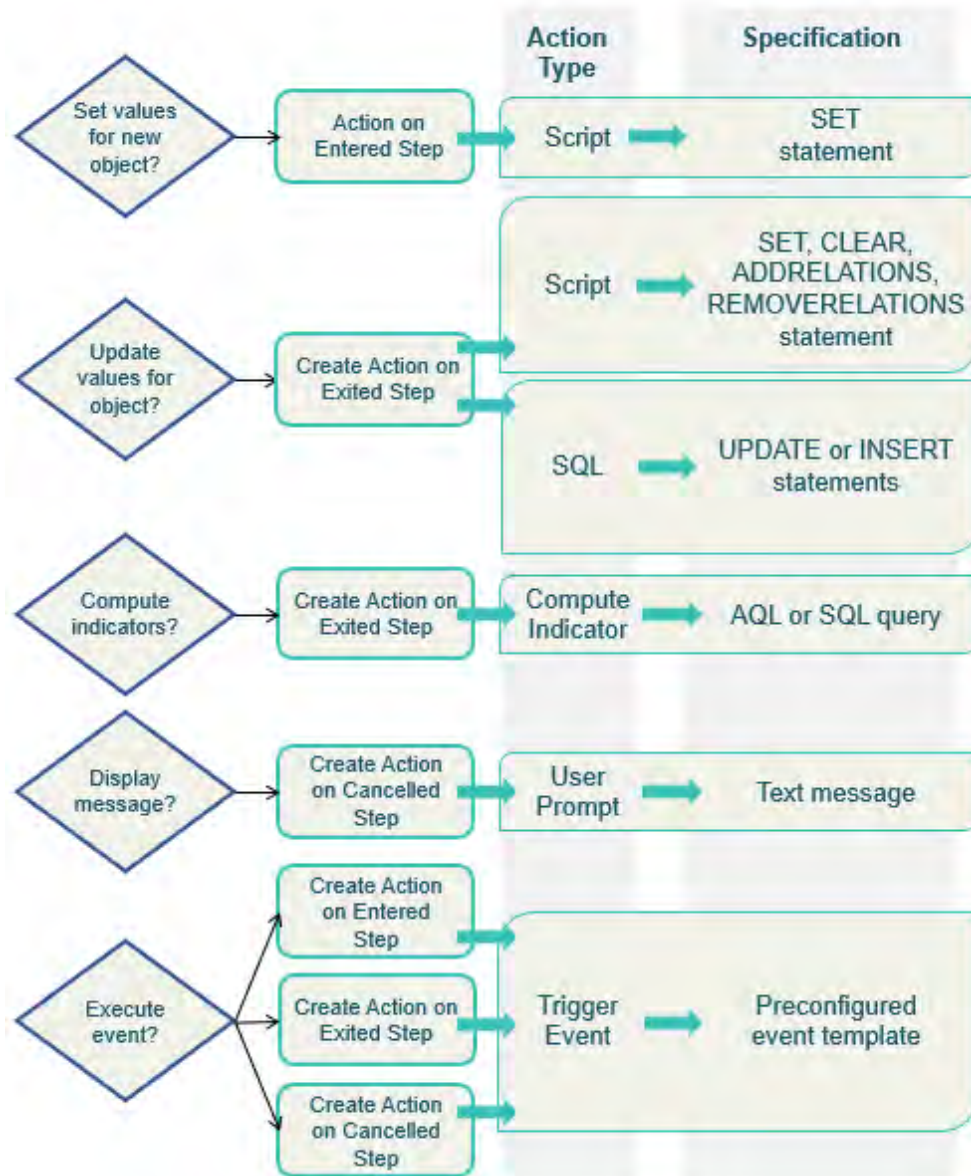 Action
Type
Specification
Set values
for new
object?
Action on
Entered Step
Script
SET
statement
Update
values for
object?
Create Action on
Exited Step
Script
SET, CLEAR,
ADDRELATIONS,
REMOVERELATIONS
statement
SQL
UPDATE or INSERT
statements
Compute
indicators?
Create Action on
Exited Step
Compute
Indicator
AQL or SQL query
Display
message?
Create Action
on Cancelled
Step
User
Prompt
Text message
Execute
event?
Create Action
on Entered
Step
Create Action on
Exited Step
Create Action
on Cancelled
Step
Trigger
Event
Preconfigured
event template